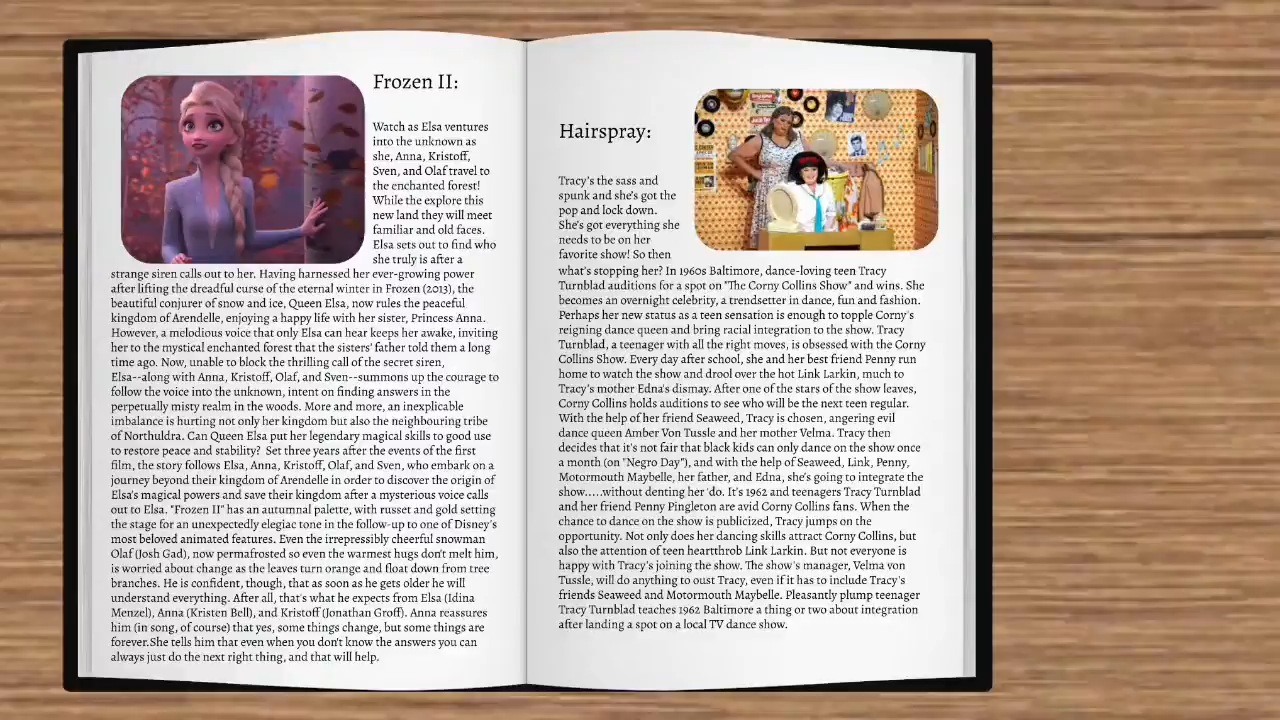 Frozen II:
Watch as Elsa ventures
into the unknown as
she, Anna, Kristoff,
Sven, and Olaf travel to
the enchanted forest!
While the explore this
new land they will meet
familiar and old faces.
Elsa sets out to find who
she truly is after a
strange siren calls out to her. Having harnessed her ever-growing power
after lifting the dreadful curse of the eternal winter in Frozen (2013), the
beautiful conjurer of snow and ice, Queen Elsa, now rules the peaceful
kingdom of Arendelle, enjoying a happy life with her sister, Princess Anna.
However, a melodious voice that only Elsa can hear keeps her awake, inviting
her to the mystical enchanted forest that the sisters' father told them a long
time ago. Now, unable to block the thrilling call of the secret siren,
Elsa--along with Anna, Kristoff, Olaf, and Sven--summons up the courage to
follow the voice into the unknown, intent on finding answers in the
perpetually misty realm in the woods. More and more, an inexplicable
imbalance is hurting not only her kingdom but also the neighbouring tribe
of Northuldra. Can Queen Elsa put her legendary magical skills to good use
to restore peace and stability?  Set three years after the events of the first
film, the story follows Elsa, Anna, Kristoff, Olaf, and Sven, who embark on a
journey beyond their kingdom of Arendelle in order to discover the origin of
Elsa's magical powers and save their kingdom after a mysterious voice calls
out to Elsa. "Frozen II" has an autumnal palette, with russet and gold setting
the stage for an unexpectedly elegiac tone in the follow-up to one of Disney's
most beloved animated features. Even the irrepressibly cheerful snowman
Olaf (Josh Gad), now permafrosted so even the warmest hugs don't melt him,
is worried about change as the leaves turn orange and float down from tree
branches. He is confident, though, that as soon as he gets older he will
understand everything. After all, that's what he expects from Elsa (Idina
Menzel), Anna (Kristen Bell), and Kristoff (Jonathan Groff). Anna reassures
him (in song, of course) that yes, some things change, but some things are
forever.She tells him that even when you don't know the answers you can
always just do the next right thing, and that will help.
Hairspray:
Tracy's the sass and
spunk and she's got the
pop and lock down.
She's got everything she
needs to be on her
favorite show! So then
what's stopping her? In 1960s Baltimore, dance-loving teen Tracy
Turnblad auditions for a spot on "The Corny Collins Show" and wins. She
becomes an overnight celebrity, a trendsetter in dance, fun and fashion.
Perhaps her new status as a teen sensation is enough to topple Corny's
reigning dance queen and bring racial integration to the show. Tracy
Turnblad, a teenager with all the right moves, is obsessed with the Corny
Collins Show. Every day after school, she and her best friend Penny run
home to watch the show and drool over the hot Link Larkin, much to
Tracy's mother Edna's dismay. After one of the stars of the show leaves,
Corny Collins holds auditions to see who will be the next teen regular.
With the help of her friend Seaweed, Tracy is chosen, angering evil
dance queen Amber Von Tussle and her mother Velma. Tracy then
decides that it's not fair that black kids can only dance on the show once
a month (on "Negro Day"), and with the help of Seaweed, Link, Penny,
Motormouth Maybelle, her father, and Edna, she's going to integrate the
show.....without denting her 'do. It's 1962 and teenagers Tracy Turnblad
and her friend Penny Pingleton are avid Corny Collins fans. When the
chance to dance on the show is publicized, Tracy jumps on the
opportunity. Not only does her dancing skills attract Corny Collins, but
also the attention of teen heartthrob Link Larkin. But not everyone is
happy with Tracy's joining the show. The show's manager, Velma von
Tussle, will do anything to oust Tracy, even if it has to include Tracy's
friends Seaweed and Motormouth Maybelle. Pleasantly plump teenager
Tracy Turnblad teaches 1962 Baltimore a thing or two about integration
after landing a spot on a local TV dance show.